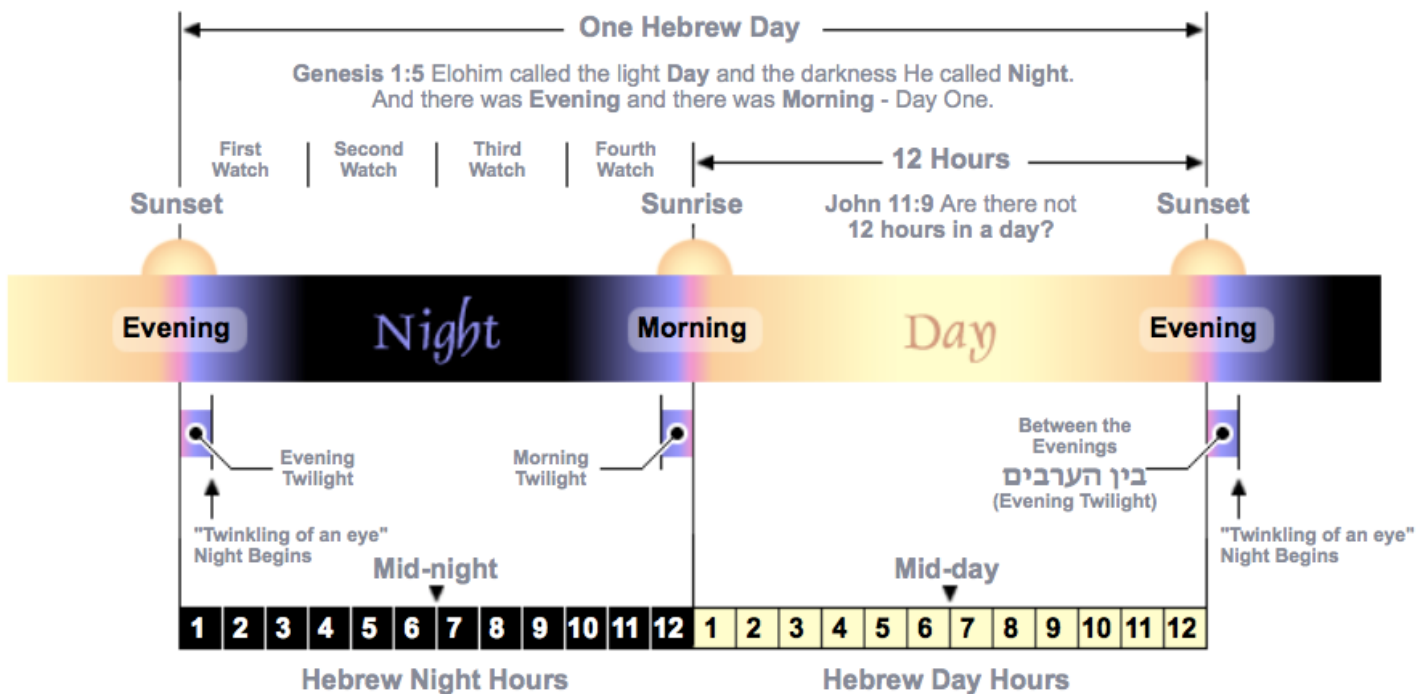 One Hebrew Day
Genesis 1:5 Elohim called the light Day and the darkness He called Night.
And there was Evening and there was Morning - Day One.
First
Watch
Second
Watch
Third
Watch
Fourth
Watch
12 Hours
Sunset
Sunrise
John 11:9 Are there not
12 hours in a day?
Sunset
Evening
Night
Morning
Day
Evening
Evening
Twilight
Morning
Twilight
Between the
Evenings
בין הערבים
(Evening Twilight)
"Twinkling of an eye"
Night Begins
"Twinkling of an eye"
Night Begins
Mid-night
Mid-day
1 2 3 4 5 6 7 8 9 10 11 12 1 2 3 4 5 6 7 8 9 10 11 12
Hebrew Night Hours
Hebrew Day Hours